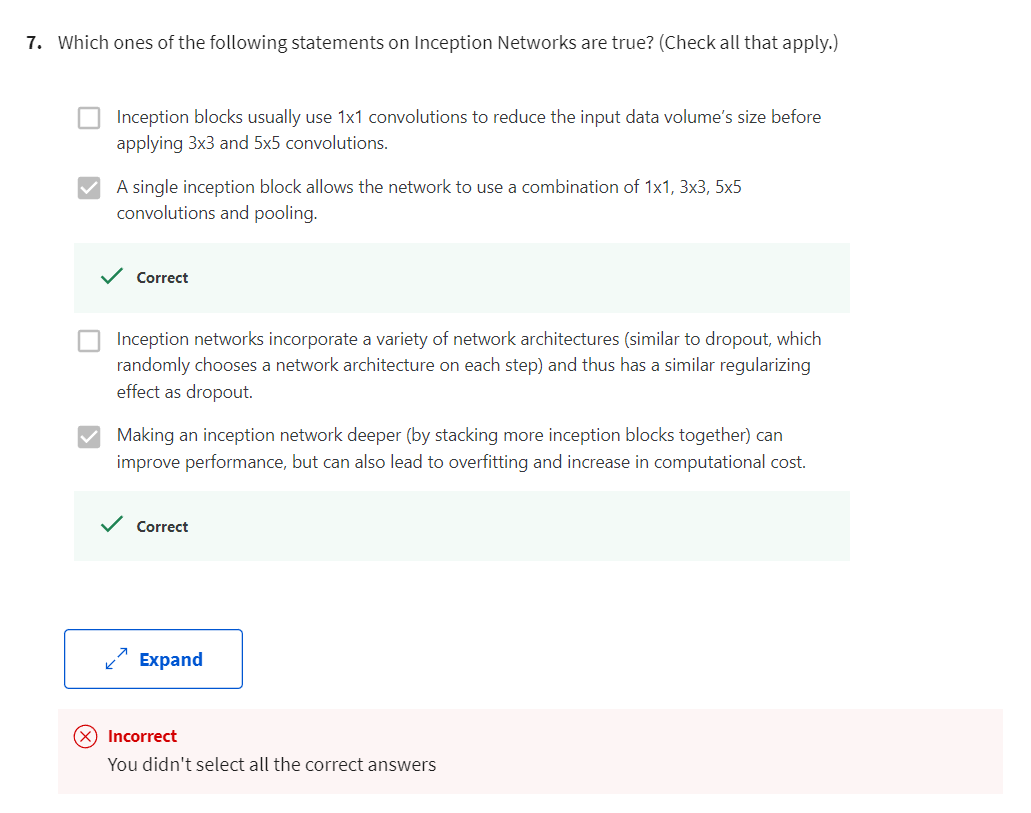 7. Which ones of the following statements on Inception Networks are true? (Check all that apply.)
Inception blocks usually use 1x1 convolutions to reduce the input data volume's size before
applying 3x3 and 5x5 convolutions.
A single inception block allows the network to use a combination of 1x1, 3x3, 5x5
convolutions and pooling.
Correct
Inception networks incorporate a variety of network architectures (similar to dropout, which
randomly chooses a network architecture on each step) and thus has a similar regularizing
effect as dropout.
Making an inception network deeper (by stacking more inception blocks together) can
improve performance, but can also lead to overfitting and increase in computational cost.
Correct
Expand
Incorrect
You didn't select all the correct answers